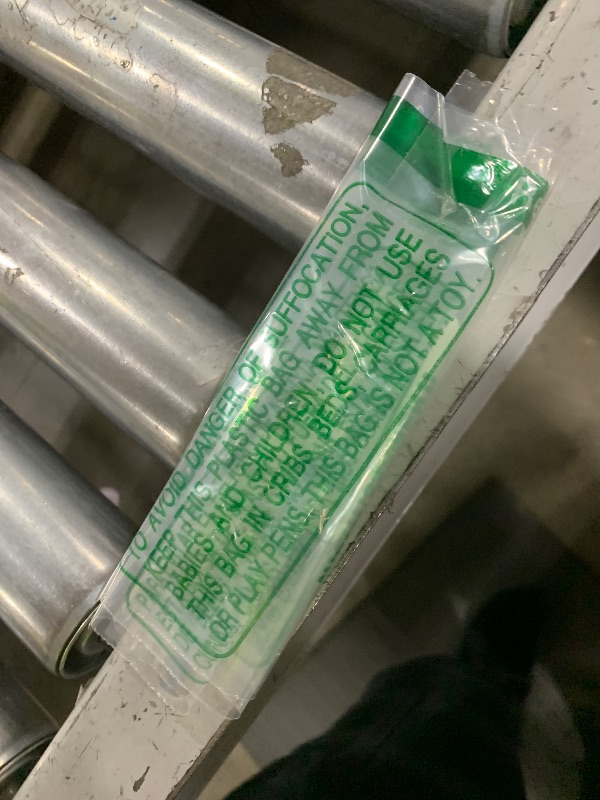 TO AVOID DANGER OF SUFFOCATION,
KEEP THIS PLASTIC BAG AWAY FROM
BABIES AND CHILDREN. DO NOT USE
THIS BAG IN CRIBS, BEDS, CARRIAGES
OR PLAY PENS. THIS BAG IS NOT A TOY.